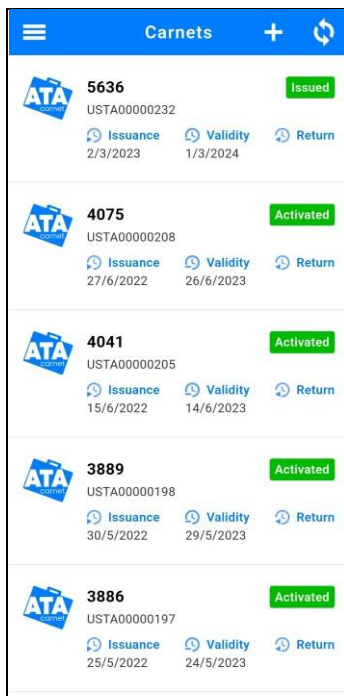 Carnets
ATA carnet
5636 Issued
USTA00000232
Issuance Validity Return
2/3/2023 1/3/2024
ATA carnet
4075 Activated
USTA00000208
Issuance Validity Return
27/6/2022 26/6/2023
ATA carnet
4041 Activated
USTA00000205
Issuance Validity Return
15/6/2022 14/6/2023
ATA carnet
3889 Activated
USTA00000198
Issuance Validity Return
30/5/2022 29/5/2023
ATA carnet
3886 Activated
USTA00000197
Issuance Validity Return
25/5/2022 24/5/2023